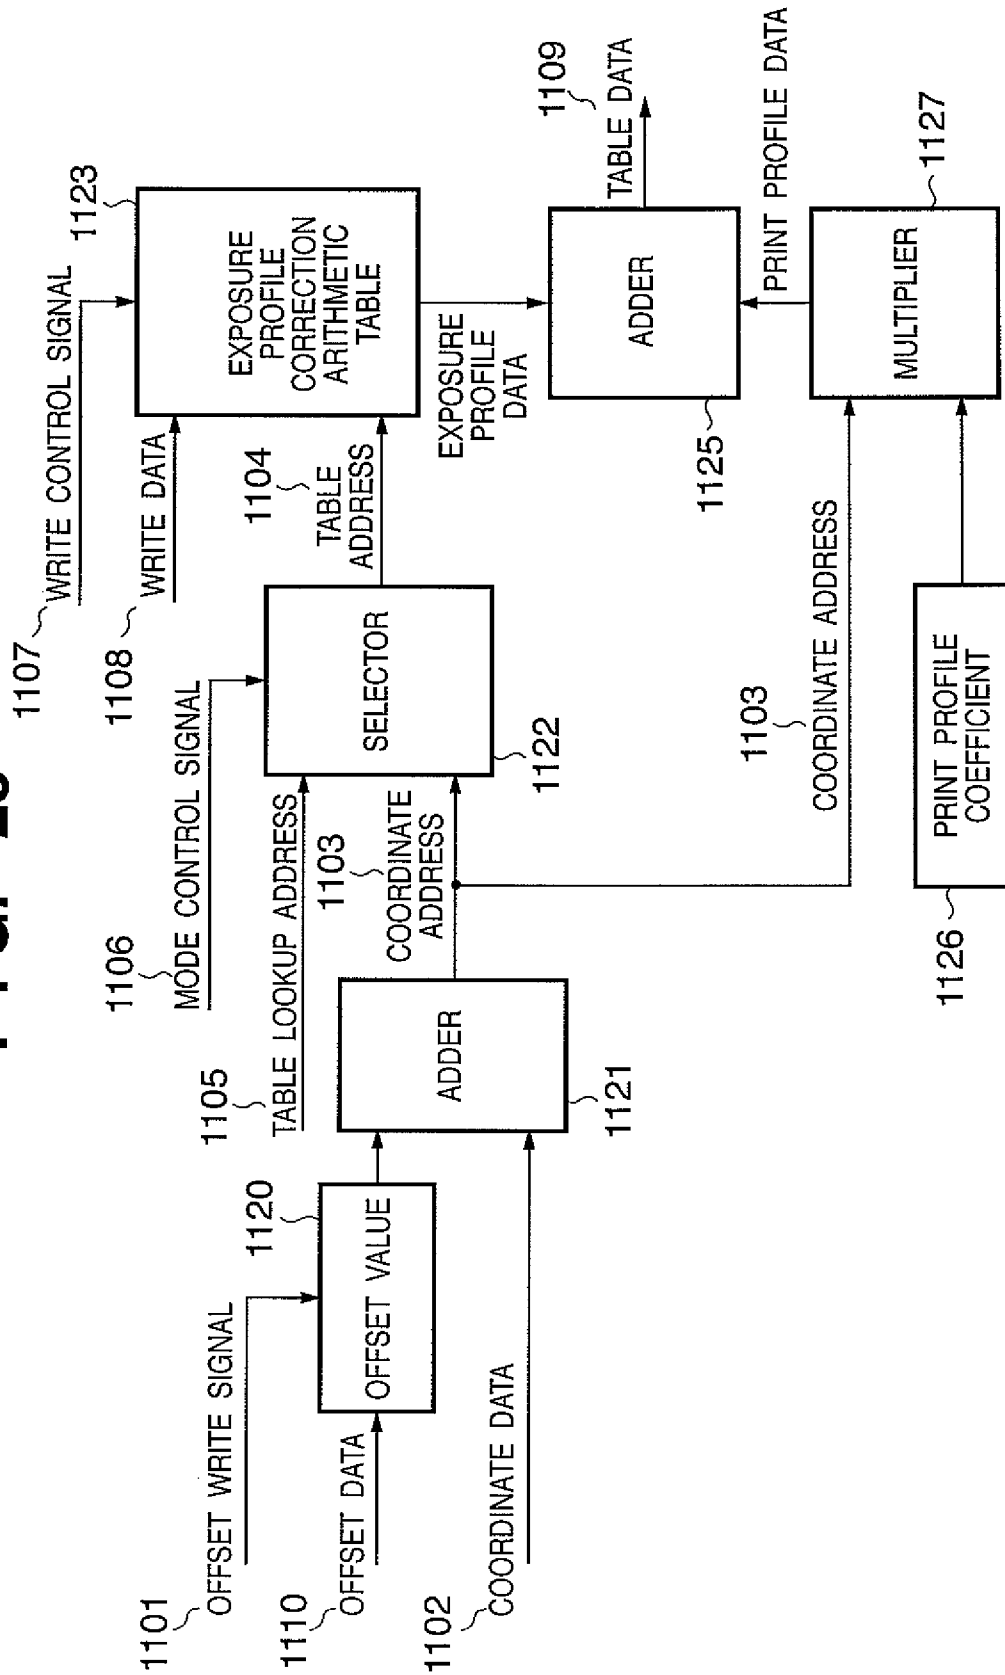 1101
OFFSET WRITE SIGNAL
1110
OFFSET DATA
1102
COORDINATE DATA
1120
OFFSET VALUE
1105
TABLE LOOKUP ADDRESS
1106
MODE CONTROL SIGNAL
ADDER
1121
1103
COORDINATE
ADDRESS
SELECTOR
1122
1107
WRITE CONTROL SIGNAL
1108
WRITE DATA
1104
TABLE
ADDRESS
1123
EXPOSURE
PROFILE
CORRECTION
ARITHMETIC
TABLE
EXPOSURE
PROFILE
DATA
ADDER
1125
1109
TABLE DATA
PRINT PROFILE DATA
MULTIPLIER
1127
1103
COORDINATE ADDRESS
PRINT PROFILE
COEFFICIENT
1126